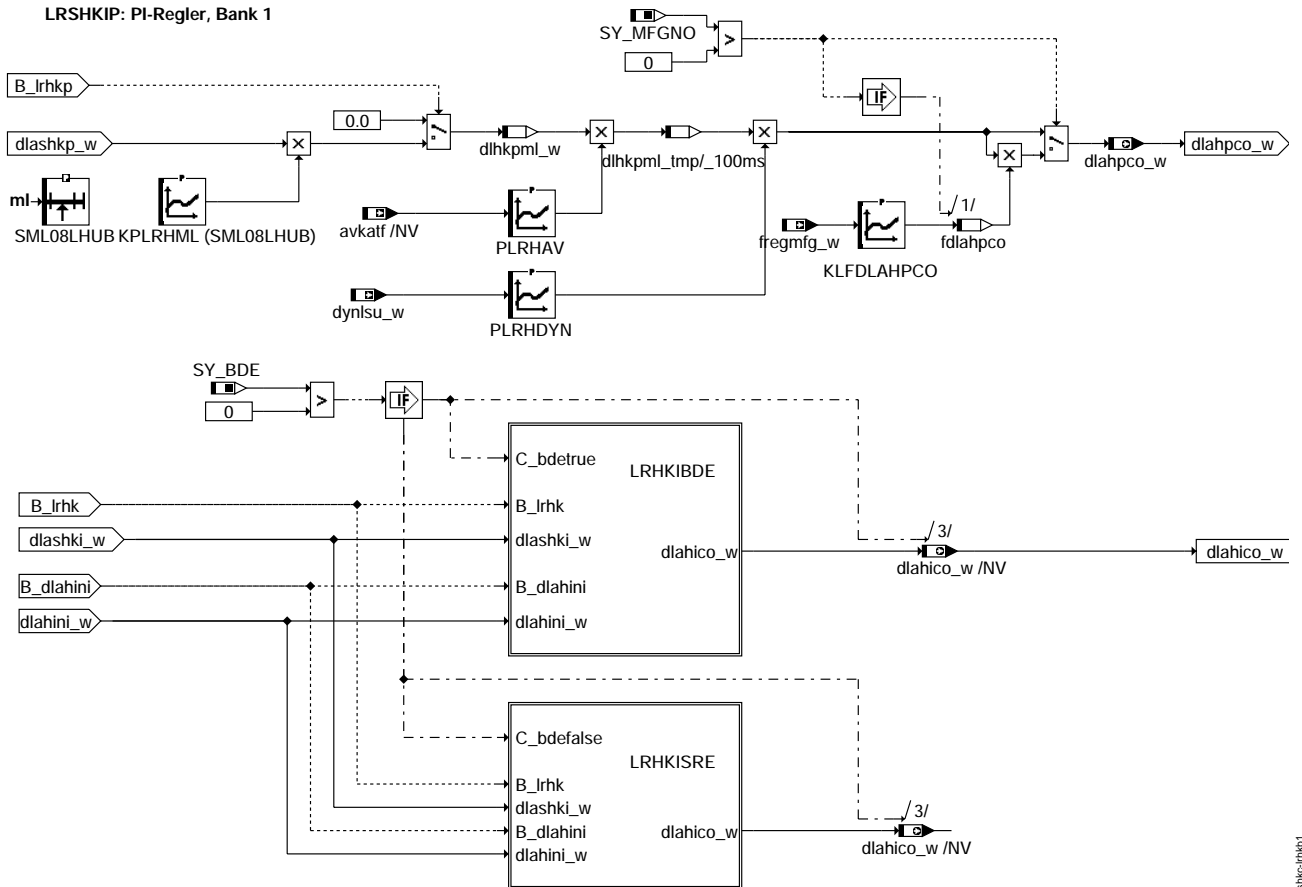 LRSHKIP: PI-Regler, Bank 1
SY_MFGNO
>
0
B_lrhkp
IF
0.0
dlashkp_w
dlhkpml_w
dlhkpml_tmp/_100ms
dlahpco_w
dlahpco_w
ml
SML08LHUB
KPLRHML (SML08LHUB)
avkatf /NV
PLRHAV
fregmfg_w
/1/
fdlahpco
KLFDLAHPCO
dynlsu_w
PLRHDYN
SY_BDE
>
0
IF
C_bdetrue
LRHKIBDE
B_lrhk
B_lrhk
dlashki_w
dlashki_w
/3/
dlahico_w
dlahico_w /NV
dlahico_w
B_dlahini
B_dlahini
dlahini_w
dlahini_w
C_bdefalse
LRHKISRE
B_lrhk
dlashki_w
B_dlahini
dlahico_w
/3/
dlahini_w
dlahico_w /NV